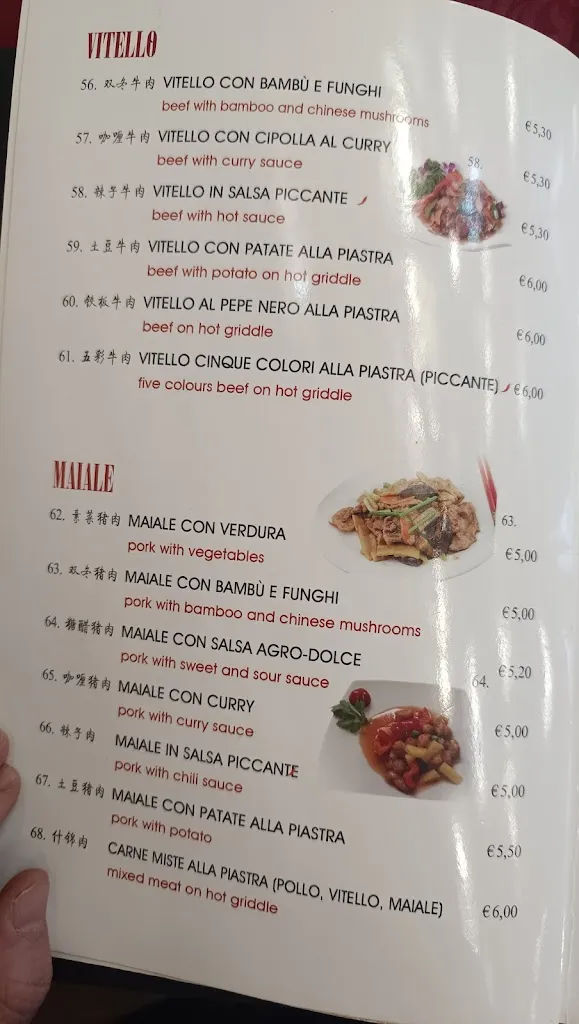 VITELLO
56. 双冬牛肉 VITELLO CON BAMBÙ E FUNGHI
beef with bamboo and chinese mushrooms
€5,30
57. 咖喱牛肉 VITELLO CON CIPOLLA AL CURRY
beef with curry sauce
58.
€5,30
58. 辣子牛肉 VITELLO IN SALSA PICCANTE
beef with hot sauce
€5,30
59. 土豆牛肉 VITELLO CON PATATE ALLA PIASTRA
beef with potato on hot griddle
€6,00
60. 铁板牛肉 VITELLO AL PEPE NERO ALLA PIASTRA
beef on hot griddle
€6,00
61. 五彩牛肉 VITELLO CINQUE COLORI ALLA PIASTRA (PICCANTE) €6,00
five colours beef on hot griddle
MAIALE
62. 素菜猪肉 MAIALE CON VERDURA
pork with vegetables
63.
€5,00
63. 双冬猪肉 MAIALE CON BAMBÙ E FUNGHI
pork with bamboo and chinese mushrooms
€5,00
64. 糖醋猪肉 MAIALE CON SALSA AGRO-DOLCE
pork with sweet and sour sauce
€5,20
64.
65. 咖喱猪肉 MAIALE CON CURRY
pork with curry sauce
€5,00
66. 辣子肉 MAIALE IN SALSA PICCANTE
pork with chili sauce
€5,00
67. 土豆猪肉 MAIALE CON PATATE ALLA PIASTRA
pork with potato
€5,50
68. 什锦肉 CARNE MISTE ALLA PIASTRA (POLLO, VITELLO, MAIALE)
mixed meat on hot griddle
€6,00